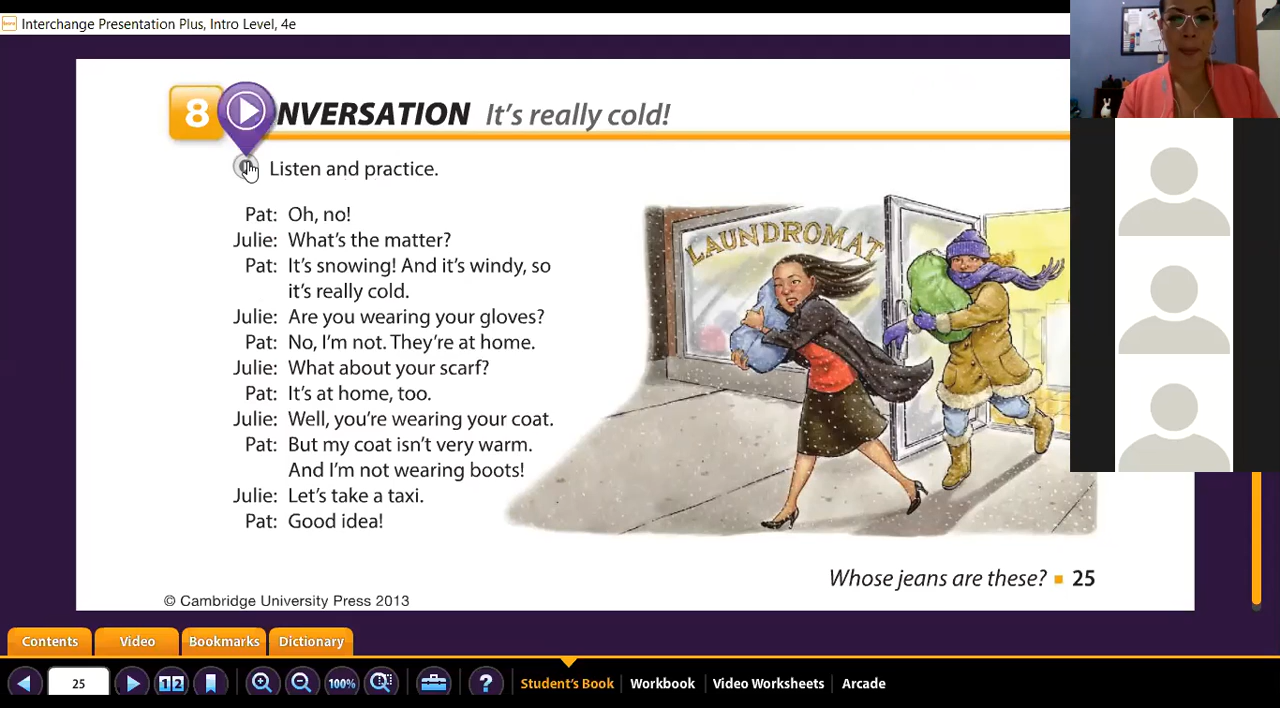 Interchange Presentation Plus, Intro Level, 4e
8 NVERSATION It's really cold!
Listen and practice.
Pat: Oh, no!
Julie: What's the matter?
Pat: It's snowing! And it's windy, so
it's really cold.
Julie: Are you wearing your gloves?
Pat: No, I'm not. They're at home.
Julie: What about your scarf?
Pat: It's at home, too.
Julie: Well, you're wearing your coat.
Pat: But my coat isn't very warm.
And I'm not wearing boots!
Julie: Let's take a taxi.
Pat: Good idea!
LAUNDROMAT
Whose jeans are these? ■ 25
© Cambridge University Press 2013
Contents Video Bookmarks Dictionary
25 1 2 100% ? Student's Book Workbook Video Worksheets Arcade